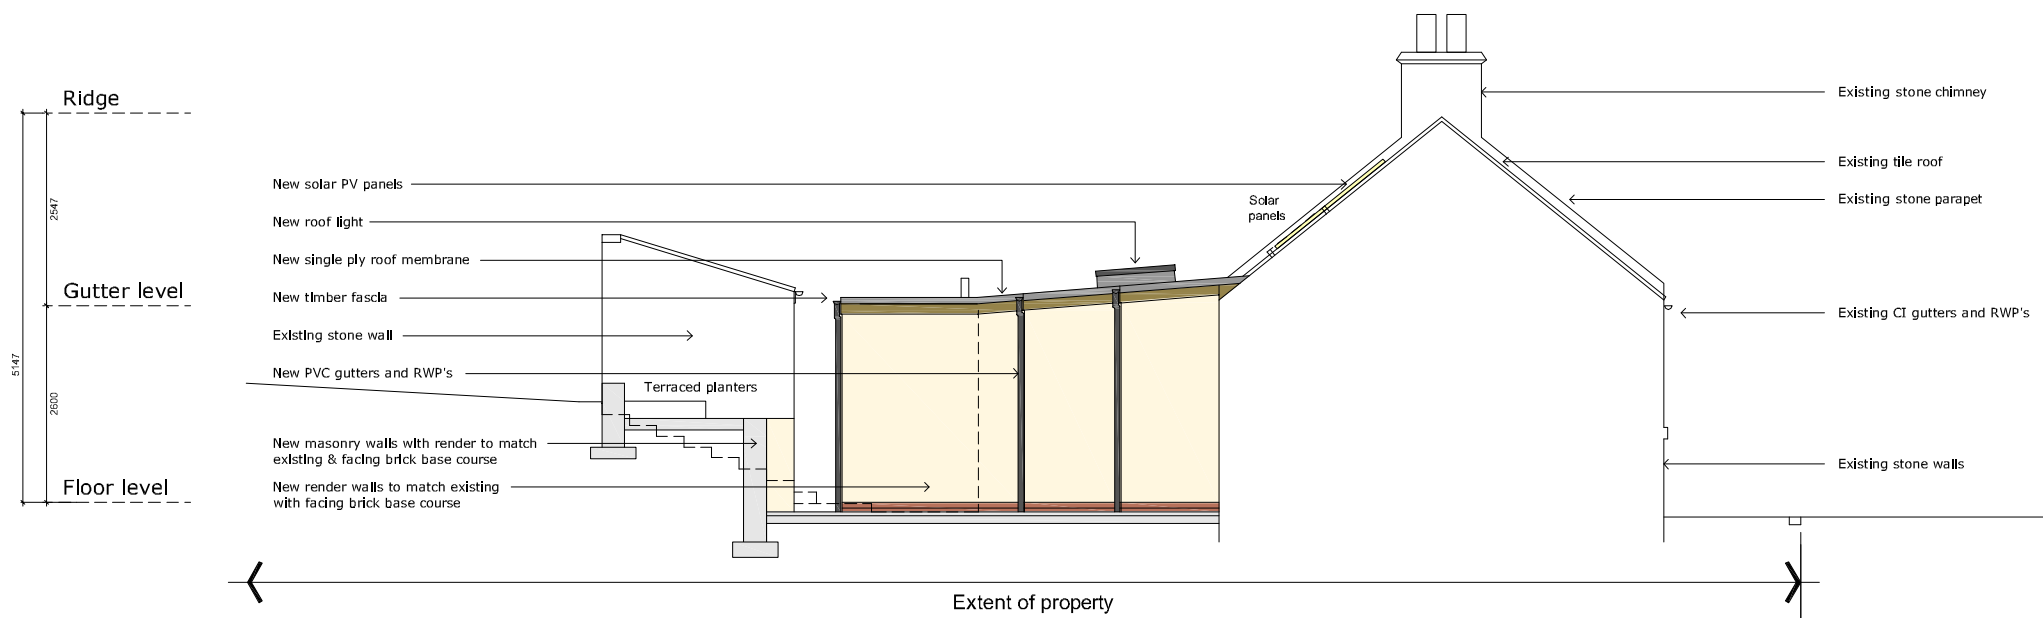 Ridge
Gutter level
Floor level
2547
5147
2600
New solar PV panels
New roof light
New single ply roof membrane
New timber fascia
Existing stone wall
New PVC gutters and RWP's
Terraced planters
New masonry walls with render to match
existing & facing brick base course
New render walls to match existing
with facing brick base course
Solar
panels
Existing stone chimney
Existing tile roof
Existing stone parapet
Existing CI gutters and RWP's
Existing stone walls
Extent of property